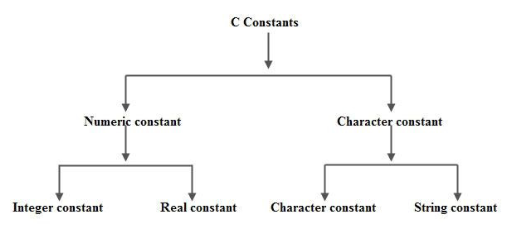 C Constants
Numeric constant
Character constant
Integer constant
Real constant
Character constant
String constant